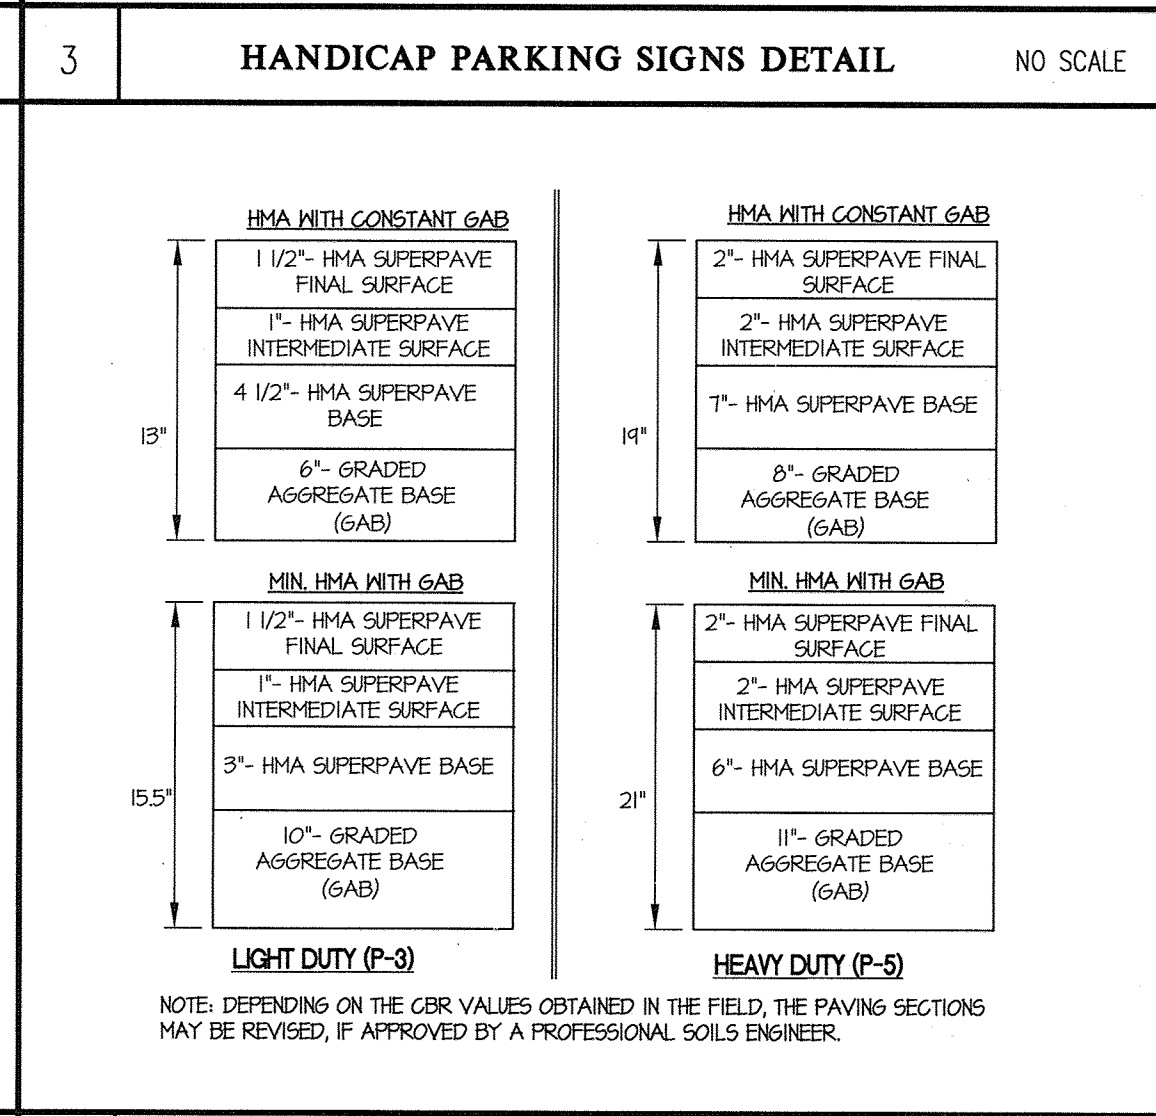 3
HANDICAP PARKING SIGNS DETAIL
NO SCALE
HMA WITH CONSTANT GAB
1 1/2"- HMA SUPERPAVE
FINAL SURFACE
1"- HMA SUPERPAVE
INTERMEDIATE SURFACE
4 1/2"- HMA SUPERPAVE
BASE
6"- GRADED
AGGREGATE BASE
(GAB)
13"
MIN. HMA WITH GAB
1 1/2"- HMA SUPERPAVE
FINAL SURFACE
1"- HMA SUPERPAVE
INTERMEDIATE SURFACE
3"- HMA SUPERPAVE BASE
10"- GRADED
AGGREGATE BASE
(GAB)
15.5"
LIGHT DUTY (P-3)
HMA WITH CONSTANT GAB
2"- HMA SUPERPAVE FINAL
SURFACE
2"- HMA SUPERPAVE
INTERMEDIATE SURFACE
7"- HMA SUPERPAVE BASE
8"- GRADED
AGGREGATE BASE
(GAB)
19"
MIN. HMA WITH GAB
2"- HMA SUPERPAVE FINAL
SURFACE
2"- HMA SUPERPAVE
INTERMEDIATE SURFACE
6"- HMA SUPERPAVE BASE
11"- GRADED
AGGREGATE BASE
(GAB)
21"
HEAVY DUTY (P-5)
NOTE: DEPENDING ON THE CBR VALUES OBTAINED IN THE FIELD, THE PAVING SECTIONS
MAY BE REVISED, IF APPROVED BY A PROFESSIONAL SOILS ENGINEER.